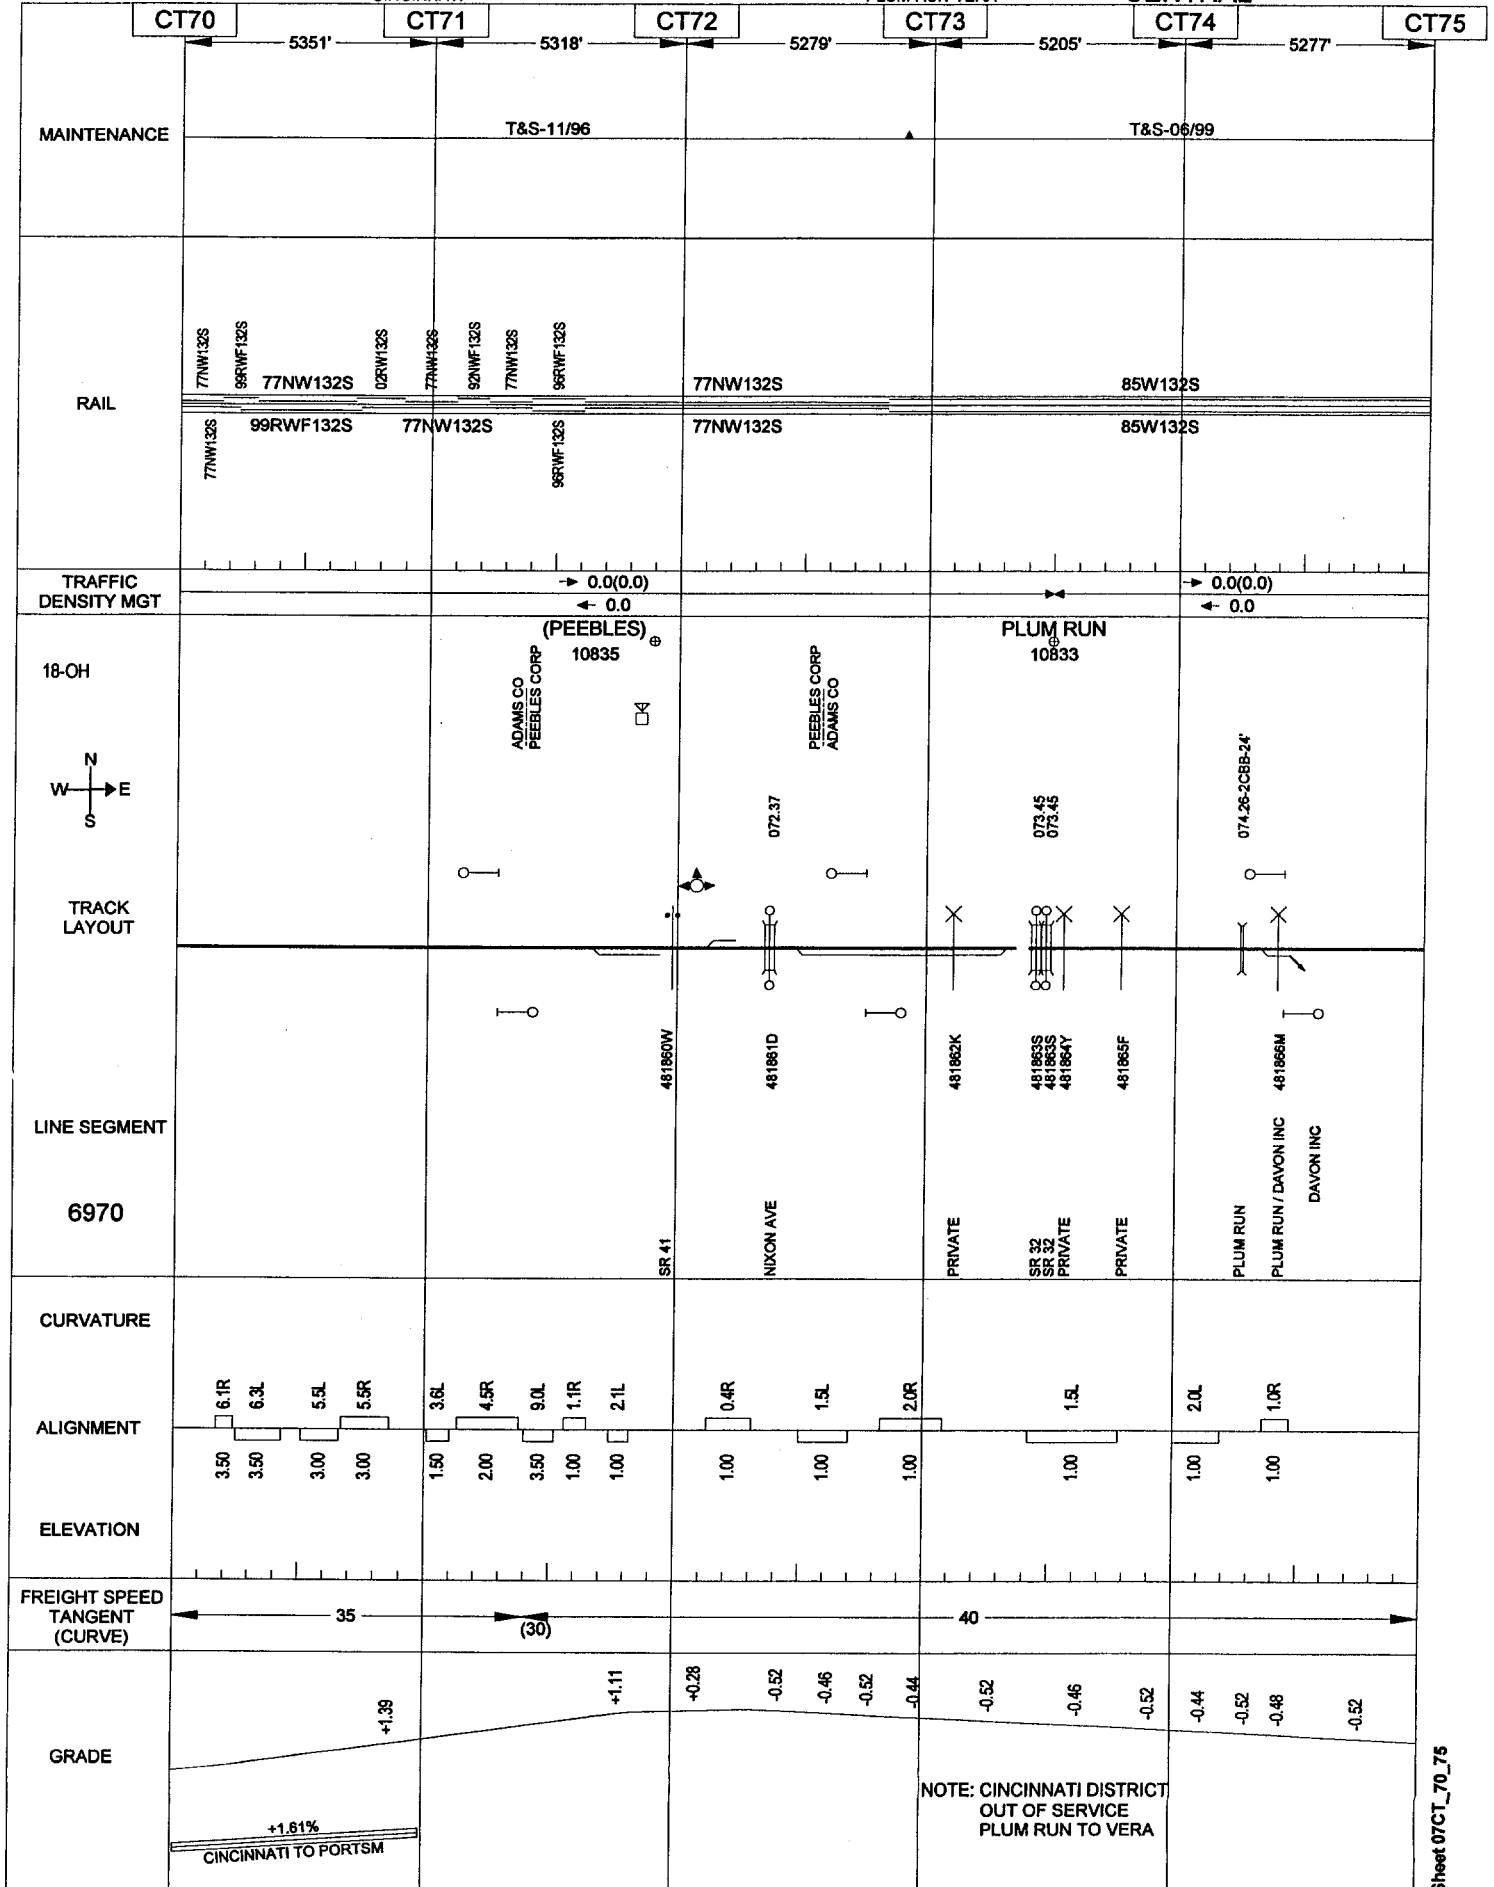 CT70 CT71 CT72 CT73 CT74 CT75
5351' 5318' 5279' 5205' 5277'
MAINTENANCE
T&S-11/96
T&S-06/99
RAIL
77NW132S
99RWF132S
77NW132S
02RW132S
77NW132S
92NWF132S
77NW132S
96RWF132S
77NW132S
85W132S
77NW132S
99RWF132S
77NW132S
96RWF132S
77NW132S
85W132S
TRAFFIC
DENSITY MGT
0.0(0.0)
0.0
0.0(0.0)
0.0
18-OH
N
W E
S
(PEEBLES)
10835
PLUM RUN
10833
ADAMS CO
PEEBLES CORP
PEEBLES CORP
ADAMS CO
072.37
073.45
073.45
074.26-2CBB-24'
TRACK
LAYOUT
481860W
481861D
481862K
481863S
481863S
481864Y
481865F
481866M
LINE SEGMENT
6970
SR 41
NIXON AVE
PRIVATE
SR 32
SR 32
PRIVATE
PRIVATE
PLUM RUN
PLUM RUN / DAVON INC
DAVON INC
CURVATURE
6.1R 6.3L 5.5L 5.5R 3.6L 4.5R 9.0L 1.1R 2.1L 0.4R 1.5L 2.0R 1.5L 2.0L 1.0R
ALIGNMENT
3.50 3.50 3.00 3.00 1.50 2.00 3.50 1.00 1.00 1.00 1.00 1.00 1.00 1.00 1.00
ELEVATION
FREIGHT SPEED
TANGENT
(CURVE)
35
(30)
40
GRADE
+1.39 +1.11 +0.28 -0.52 -0.46 -0.52 -0.44 -0.52 -0.46 -0.52 -0.44 -0.52 -0.48 -0.52
+1.61%
CINCINNATI TO PORTSM
NOTE: CINCINNATI DISTRICT
OUT OF SERVICE
PLUM RUN TO VERA
Sheet 07CT_70_75